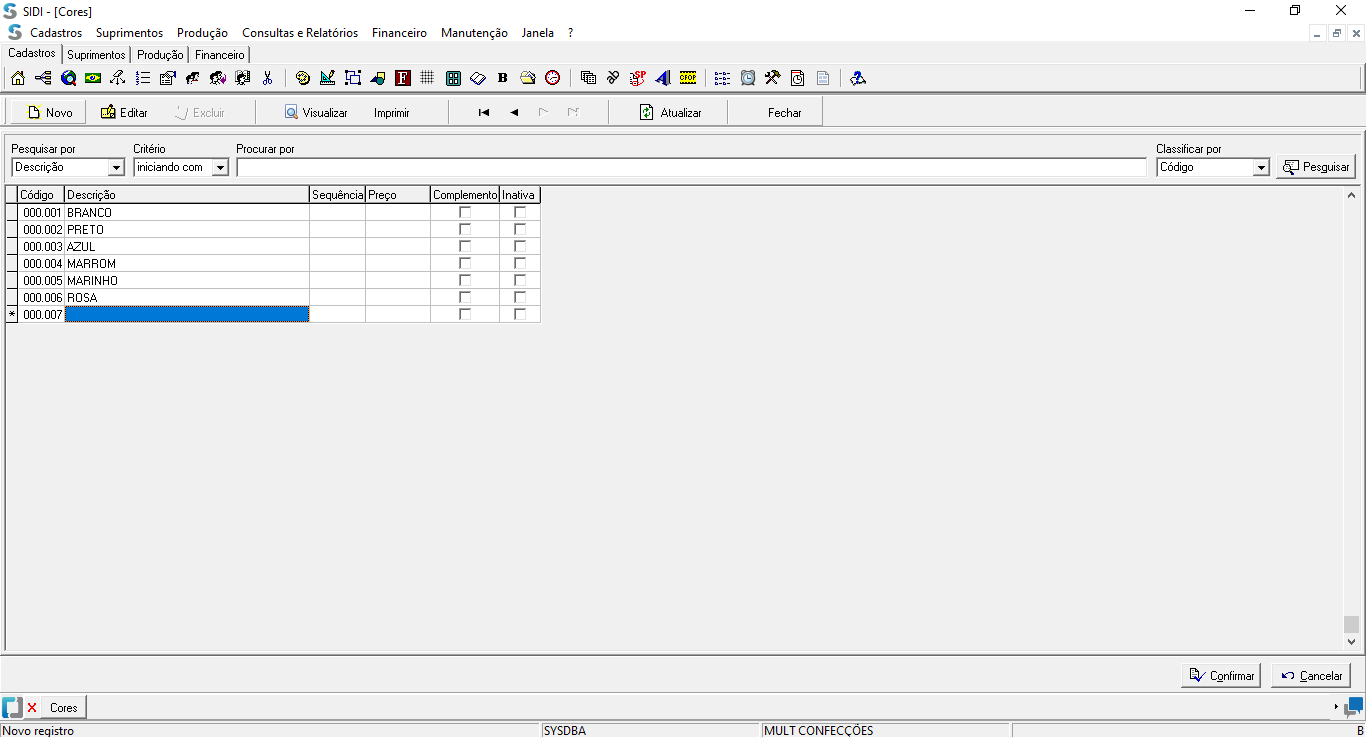 SIDI - [Cores]
Cadastros Suprimentos Produção Consultas e Relatórios Financeiro Manutenção Janela ?
Cadastros Suprimentos Produção Financeiro
F B SP CFOP
Novo Editar Excluir Visualizar Imprimir Atualizar Fechar
Pesquisar por Critério Procurar por Classificar por
Descrição iniciando com Código Pesquisar
Código Descrição Sequência Preço Complemento Inativa
000.001 BRANCO
000.002 PRETO
000.003 AZUL
000.004 MARROM
000.005 MARINHO
000.006 ROSA
* 000.007
Confirmar Cancelar
Cores
Novo registro SYSDBA MULT CONFECÇÕES B